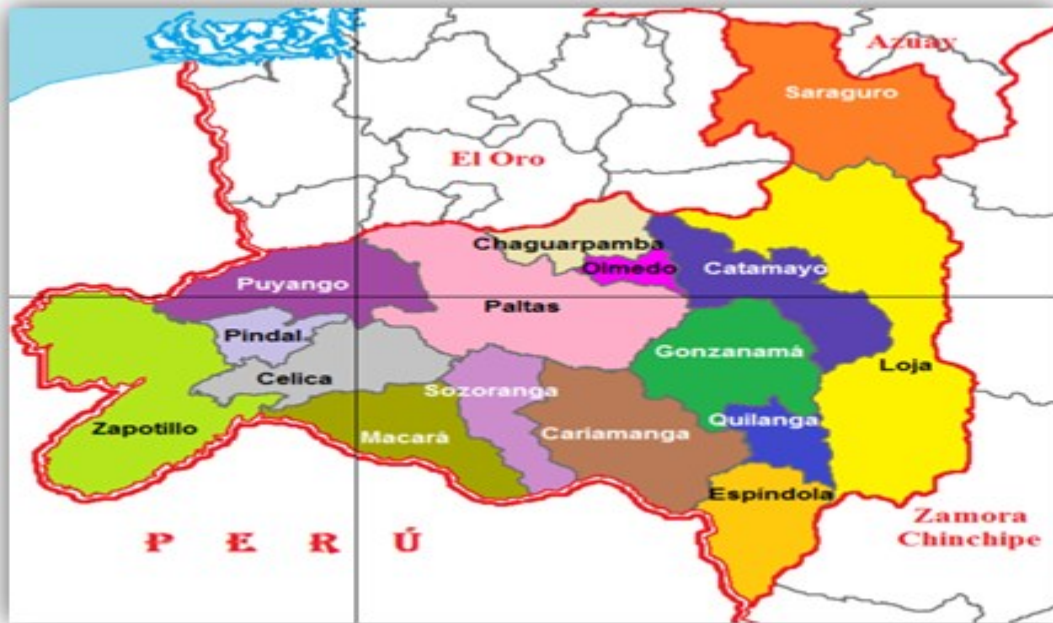 Azuay
Saraguro
El Oro
Chaguarpamba
Olmedo
Catamayo
Puyango
Paltas
Pindal
Gonzanamá
Loja
Celica
Sozoranga
Quilanga
Zapotillo
Macará
Cariamanga
Espíndola
Zamora
Chinchipe
PERÚ